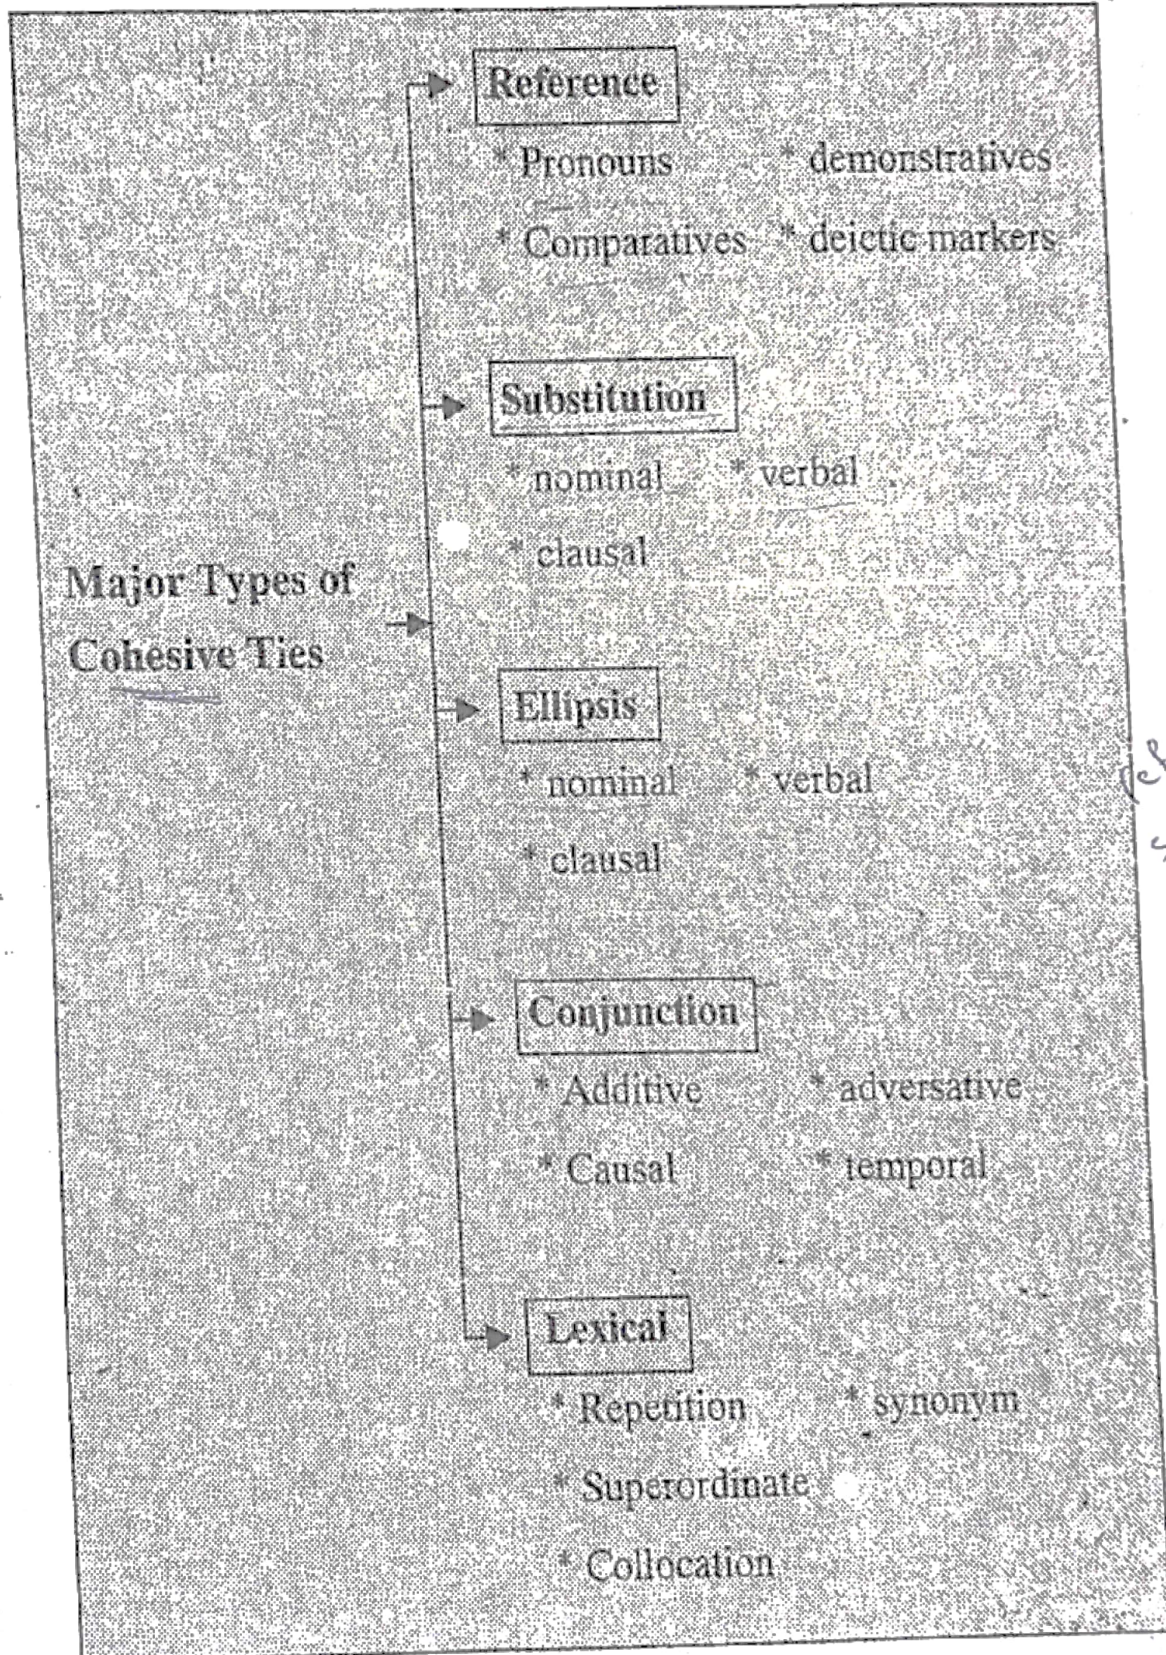 Reference
* Pronouns * demonstratives
* Comparatives * deictic markers
Substitution
* nominal * verbal
* clausal
Major Types of
Cohesive Ties
Ellipsis
* nominal * verbal
* clausal
Conjunction
* Additive * adversative
* Causal * temporal
Lexical
* Repetition * synonym
* Superordinate
* Collocation